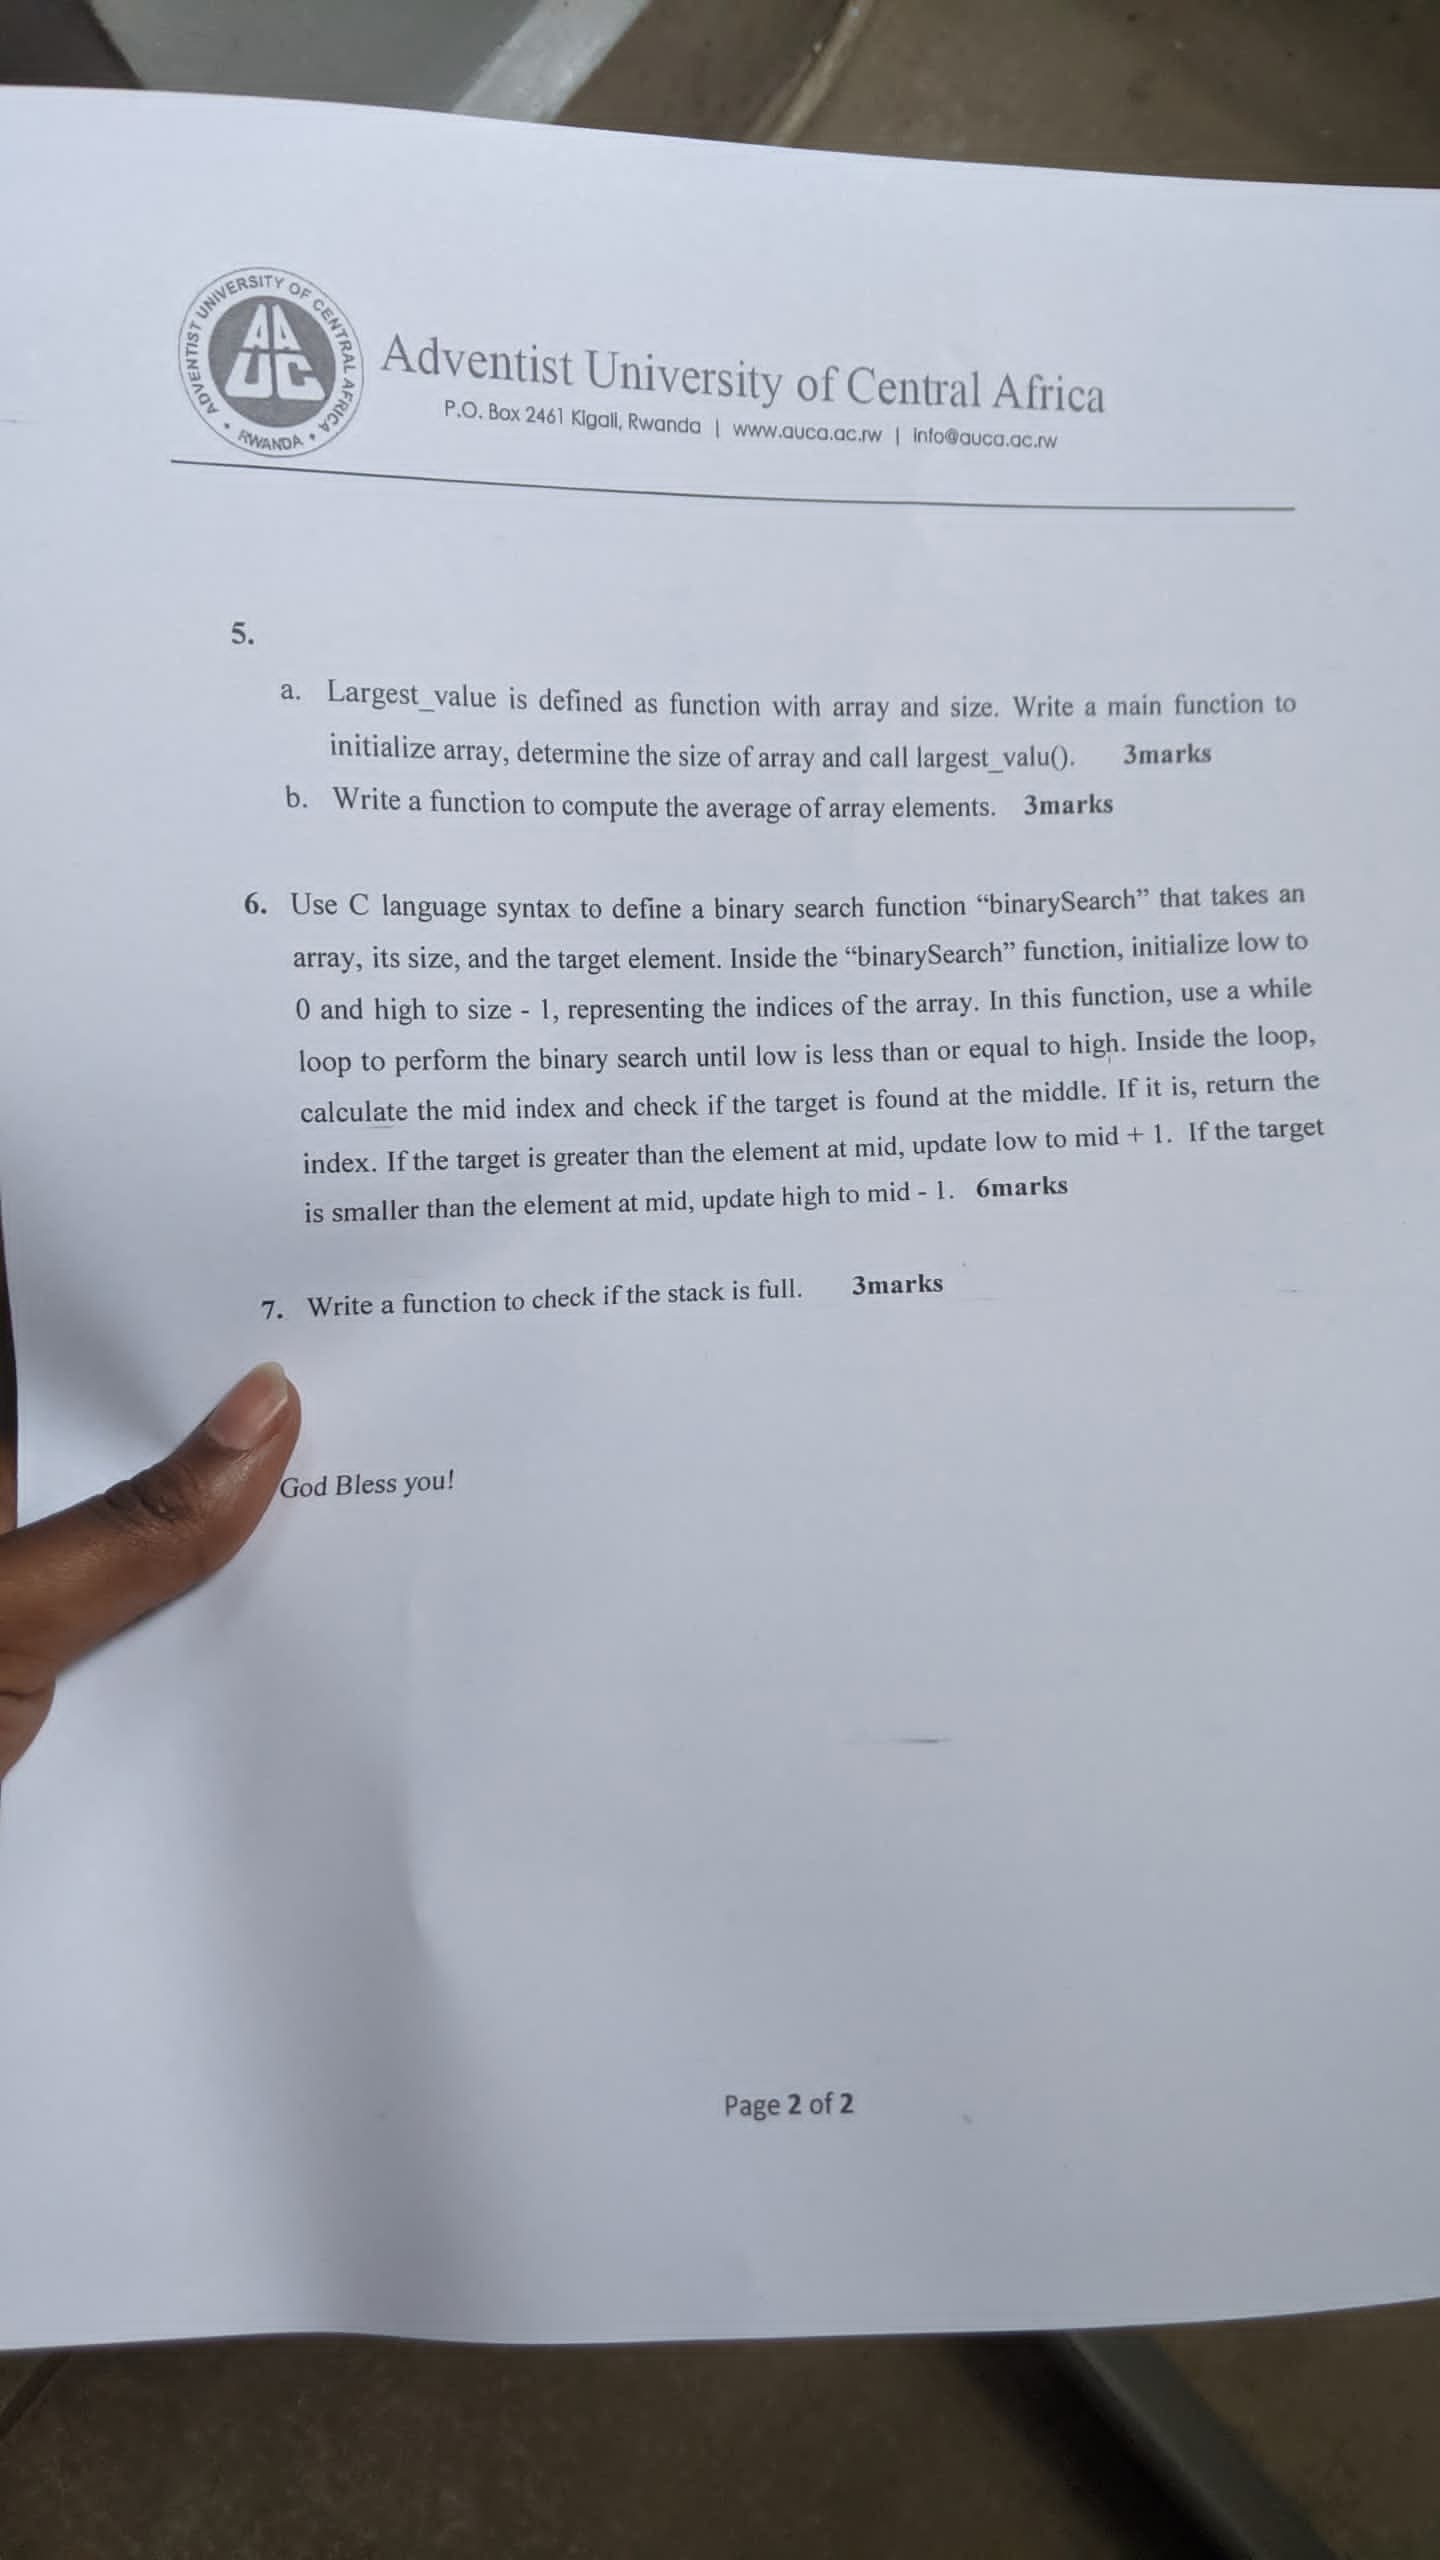 ADVENTIST UNIVERSITY OF CENTRAL AFRICA
AAUC
• RWANDA •
Adventist University of Central Africa
P.O. Box 2461 Kigali, Rwanda | www.auca.ac.rw | info@auca.ac.rw
5.
a. Largest_value is defined as function with array and size. Write a main function to
initialize array, determine the size of array and call largest_valu(). 3marks
b. Write a function to compute the average of array elements. 3marks
6. Use C language syntax to define a binary search function “binarySearch” that takes an
array, its size, and the target element. Inside the “binarySearch” function, initialize low to
0 and high to size - 1, representing the indices of the array. In this function, use a while
loop to perform the binary search until low is less than or equal to high. Inside the loop,
calculate the mid index and check if the target is found at the middle. If it is, return the
index. If the target is greater than the element at mid, update low to mid + 1. If the target
is smaller than the element at mid, update high to mid - 1. 6marks
7. Write a function to check if the stack is full. 3marks
God Bless you!
Page 2 of 2